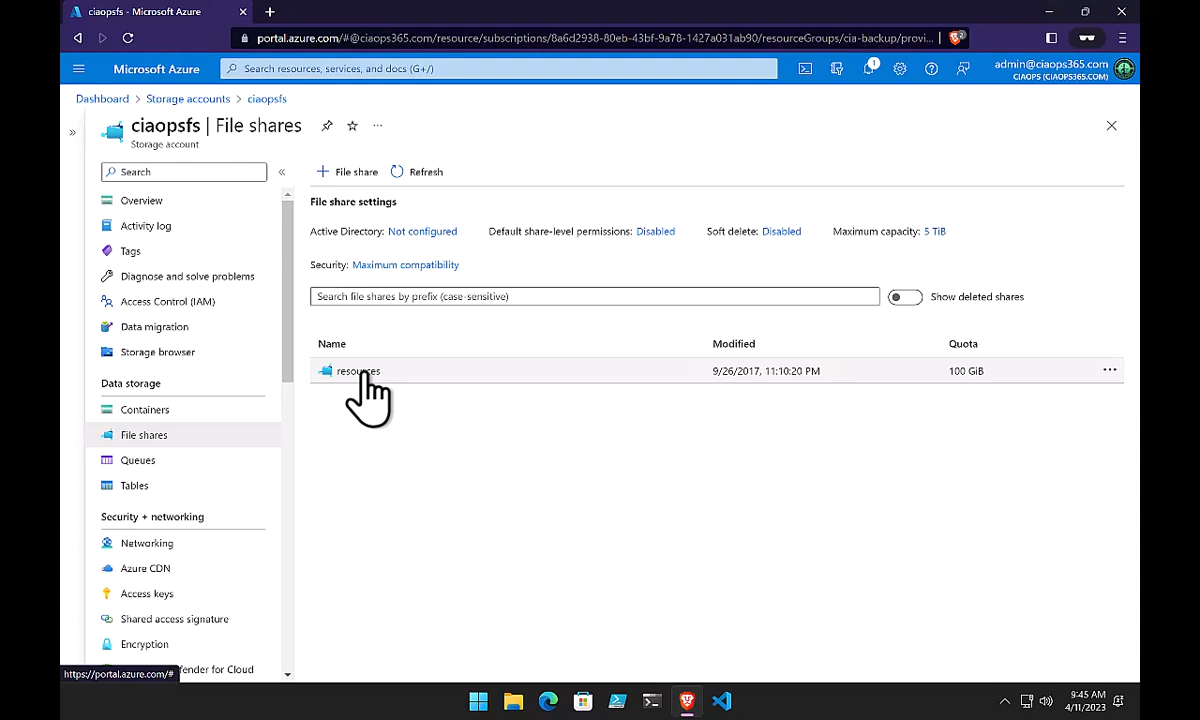 ciaopsfs - Microsoft Azure
portal.azure.com/#@ciaops365.com/resource/subscriptions/8a6d2938-80eb-43bf-9a78-1427a031ab90/resourceGroups/cia-backup/provi...
2
Microsoft Azure
Search resources, services, and docs (G+/)
1
admin@ciaops365.com
CIAOPS (CIAOPS365.COM)
Dashboard > Storage accounts > ciaopsfs
ciaopsfs | File shares
Storage account
Search
File share
Refresh
Overview
Activity log
Tags
Diagnose and solve problems
Access Control (IAM)
Data migration
Storage browser
Data storage
Containers
File shares
Queues
Tables
Security + networking
Networking
Azure CDN
Access keys
Shared access signature
Encryption
fender for Cloud
File share settings
Active Directory: Not configured
Default share-level permissions: Disabled
Soft delete: Disabled
Maximum capacity: 5 TiB
Security: Maximum compatibility
Search file shares by prefix (case-sensitive)
Show deleted shares
Name Modified Quota
resources 9/26/2017, 11:10:20 PM 100 GiB
https://portal.azure.com/#
9:45 AM
4/11/2023